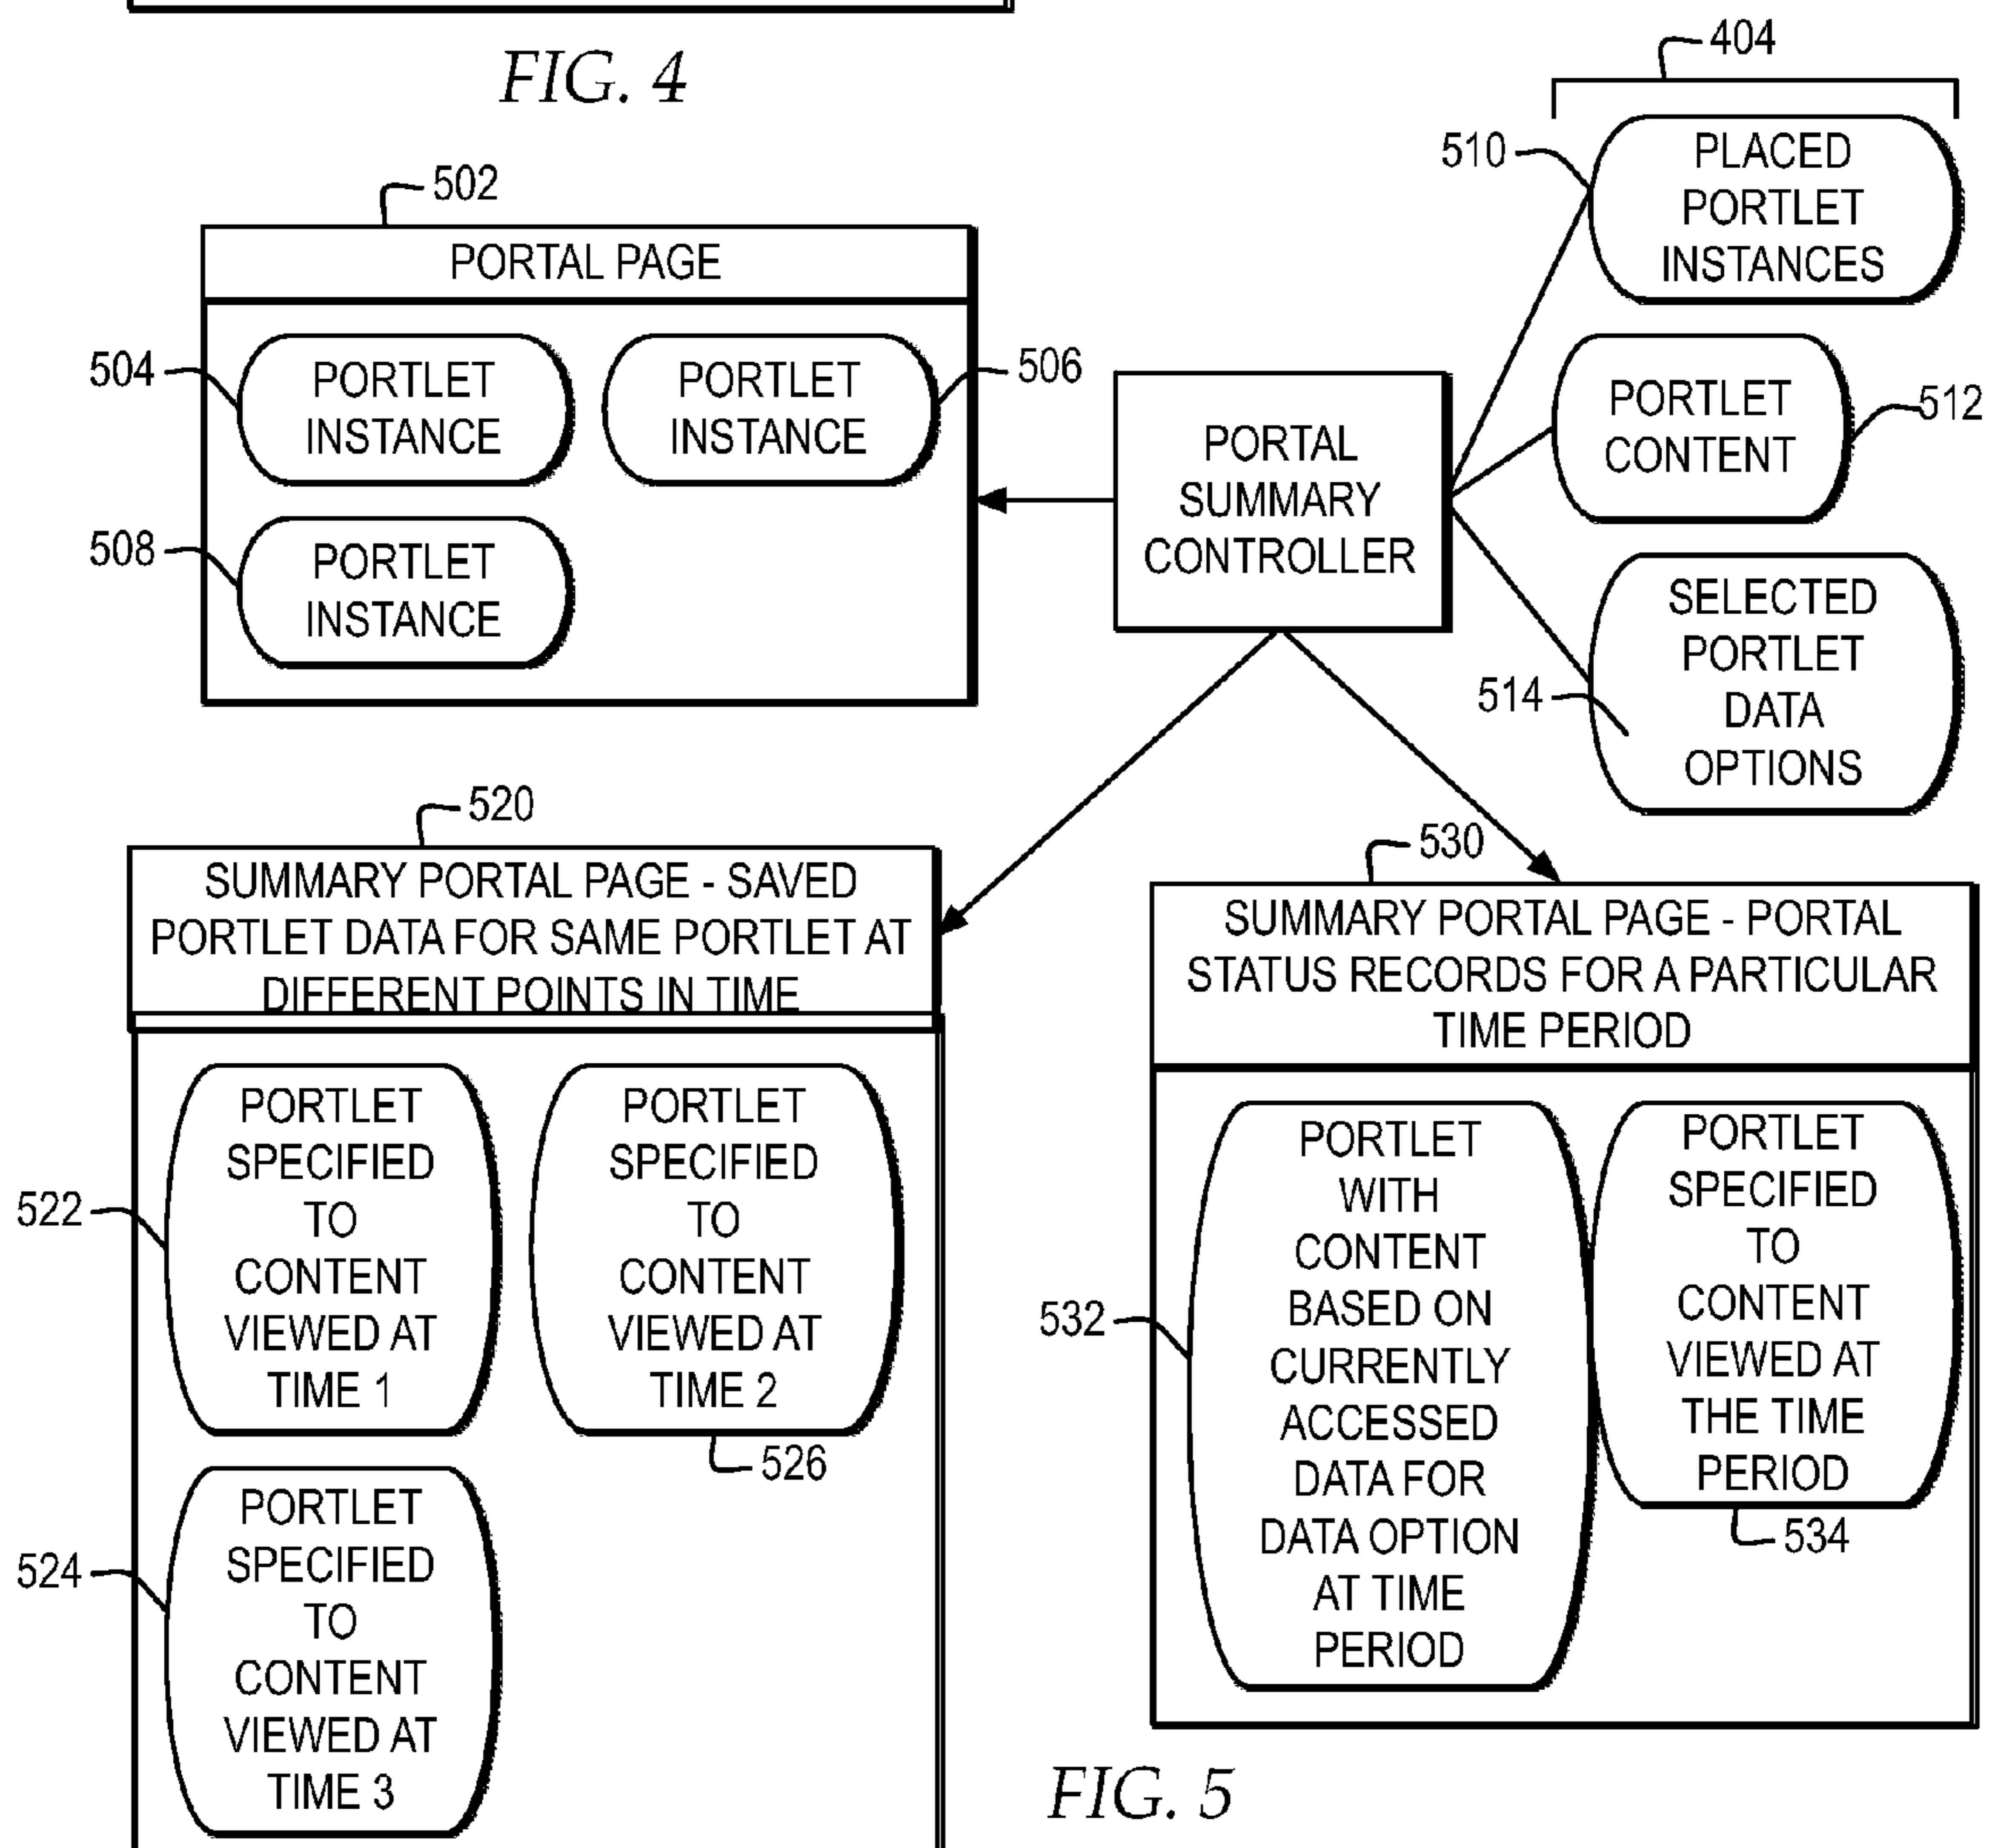 FIG. 4
404
510
PLACED
PORTLET
INSTANCES
502
PORTAL PAGE
504
PORTLET
INSTANCE
PORTLET
INSTANCE
506
508
PORTLET
INSTANCE
PORTAL
SUMMARY
CONTROLLER
PORTLET
CONTENT
512
SELECTED
PORTLET
DATA
OPTIONS
514
520
SUMMARY PORTAL PAGE - SAVED
PORTLET DATA FOR SAME PORTLET AT
DIFFERENT POINTS IN TIME
522
PORTLET
SPECIFIED
TO
CONTENT
VIEWED AT
TIME 1
PORTLET
SPECIFIED
TO
CONTENT
VIEWED AT
TIME 2
526
524
PORTLET
SPECIFIED
TO
CONTENT
VIEWED AT
TIME 3
530
SUMMARY PORTAL PAGE - PORTAL
STATUS RECORDS FOR A PARTICULAR
TIME PERIOD
532
PORTLET
WITH
CONTENT
BASED ON
CURRENTLY
ACCESSED
DATA FOR
DATA OPTION
AT TIME
PERIOD
PORTLET
SPECIFIED
TO
CONTENT
VIEWED AT
THE TIME
PERIOD
534
FIG. 5